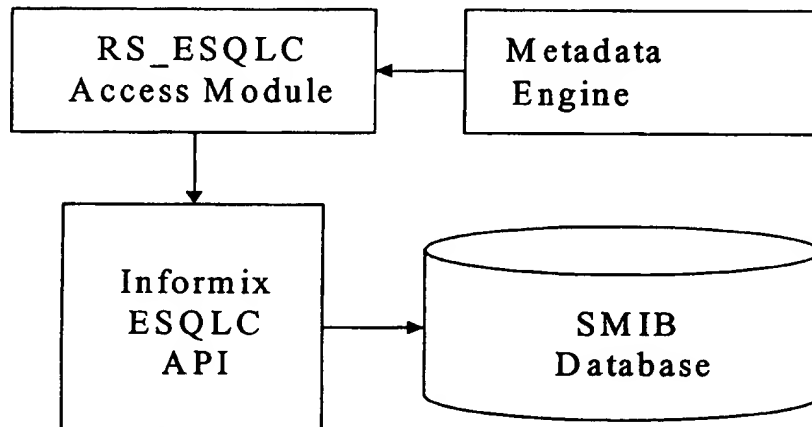 RS_ESQLC
Access Module
Metadata
Engine
Informix
ESQLC
API
SMIB
Database